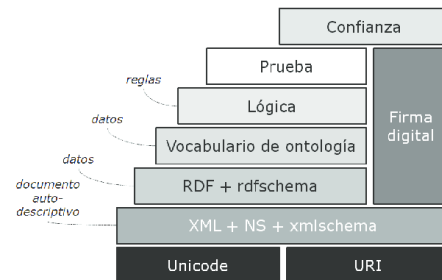 Confianza
Prueba
reglas
Lógica
Firma
digital
datos
Vocabulario de ontología
datos
RDF + rdfschema
documento
auto-
descriptivo
XML + NS + xmlschema
Unicode
URI